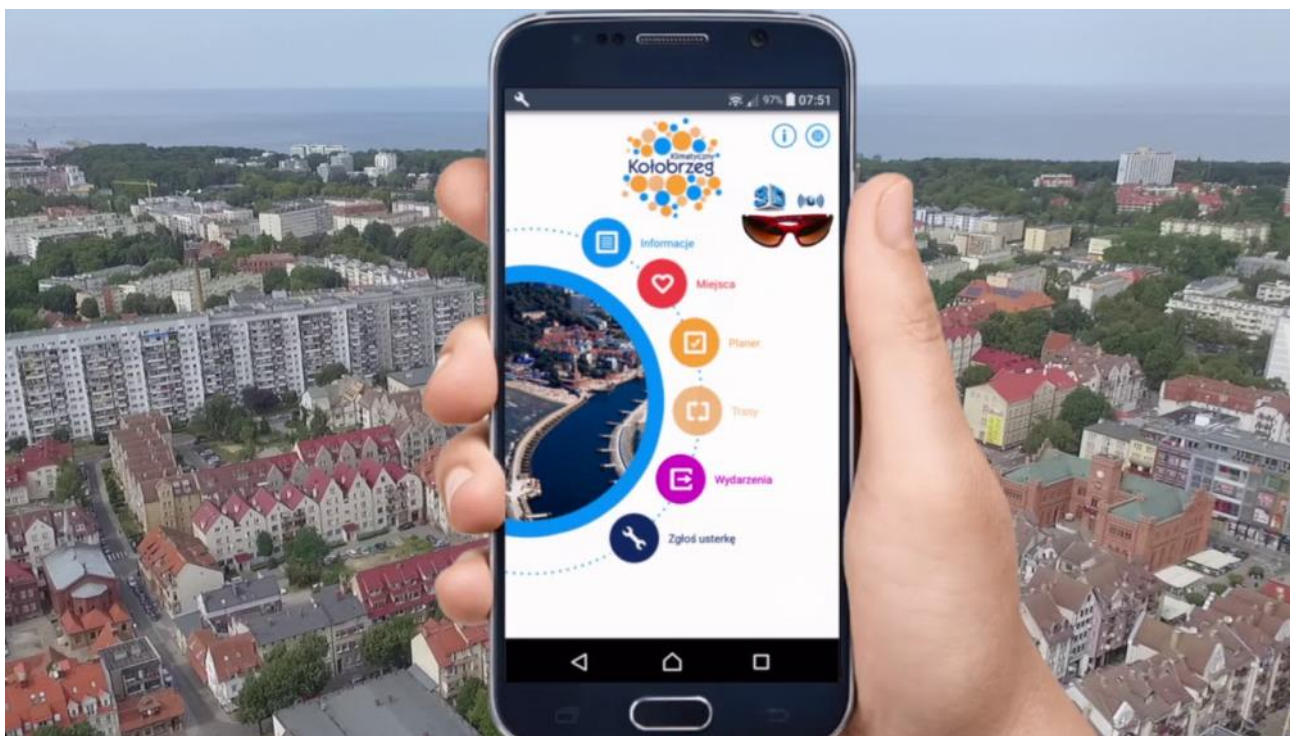 97% 07:51
Klimatyczny
Kołobrzeg
3D
Informacje
Miejsca
Planer
Trasy
Wydarzenia
Zgłoś usterkę